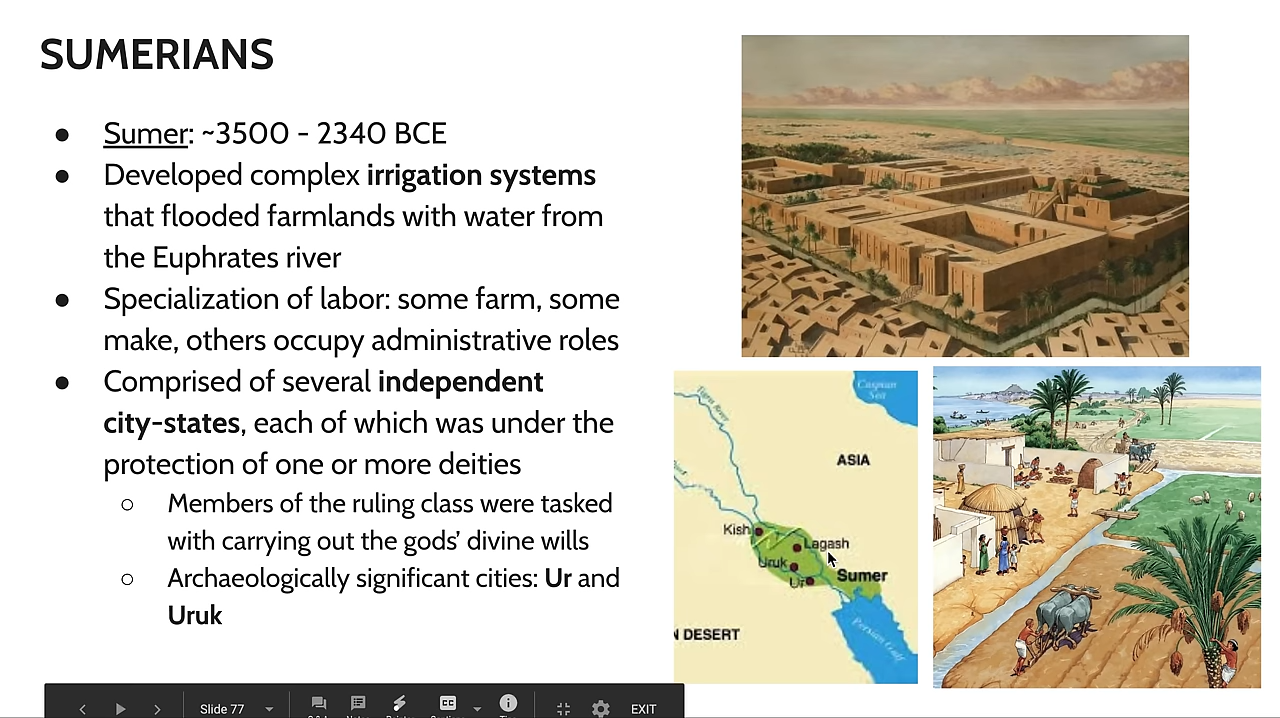 SUMERIANS
● Sumer: ~3500 - 2340 BCE
● Developed complex irrigation systems
that flooded farmlands with water from
the Euphrates river
● Specialization of labor: some farm, some
make, others occupy administrative roles
● Comprised of several independent
city-states, each of which was under the
protection of one or more deities
○ Members of the ruling class were tasked
with carrying out the gods' divine wills
○ Archaeologically significant cities: Ur and
Uruk
Caspian
Sea
Tigris River
ASIA
Kish
Lagash
Uruk
Ur
Sumer
N DESERT
Persian Gulf
Slide 77
CC
EXIT